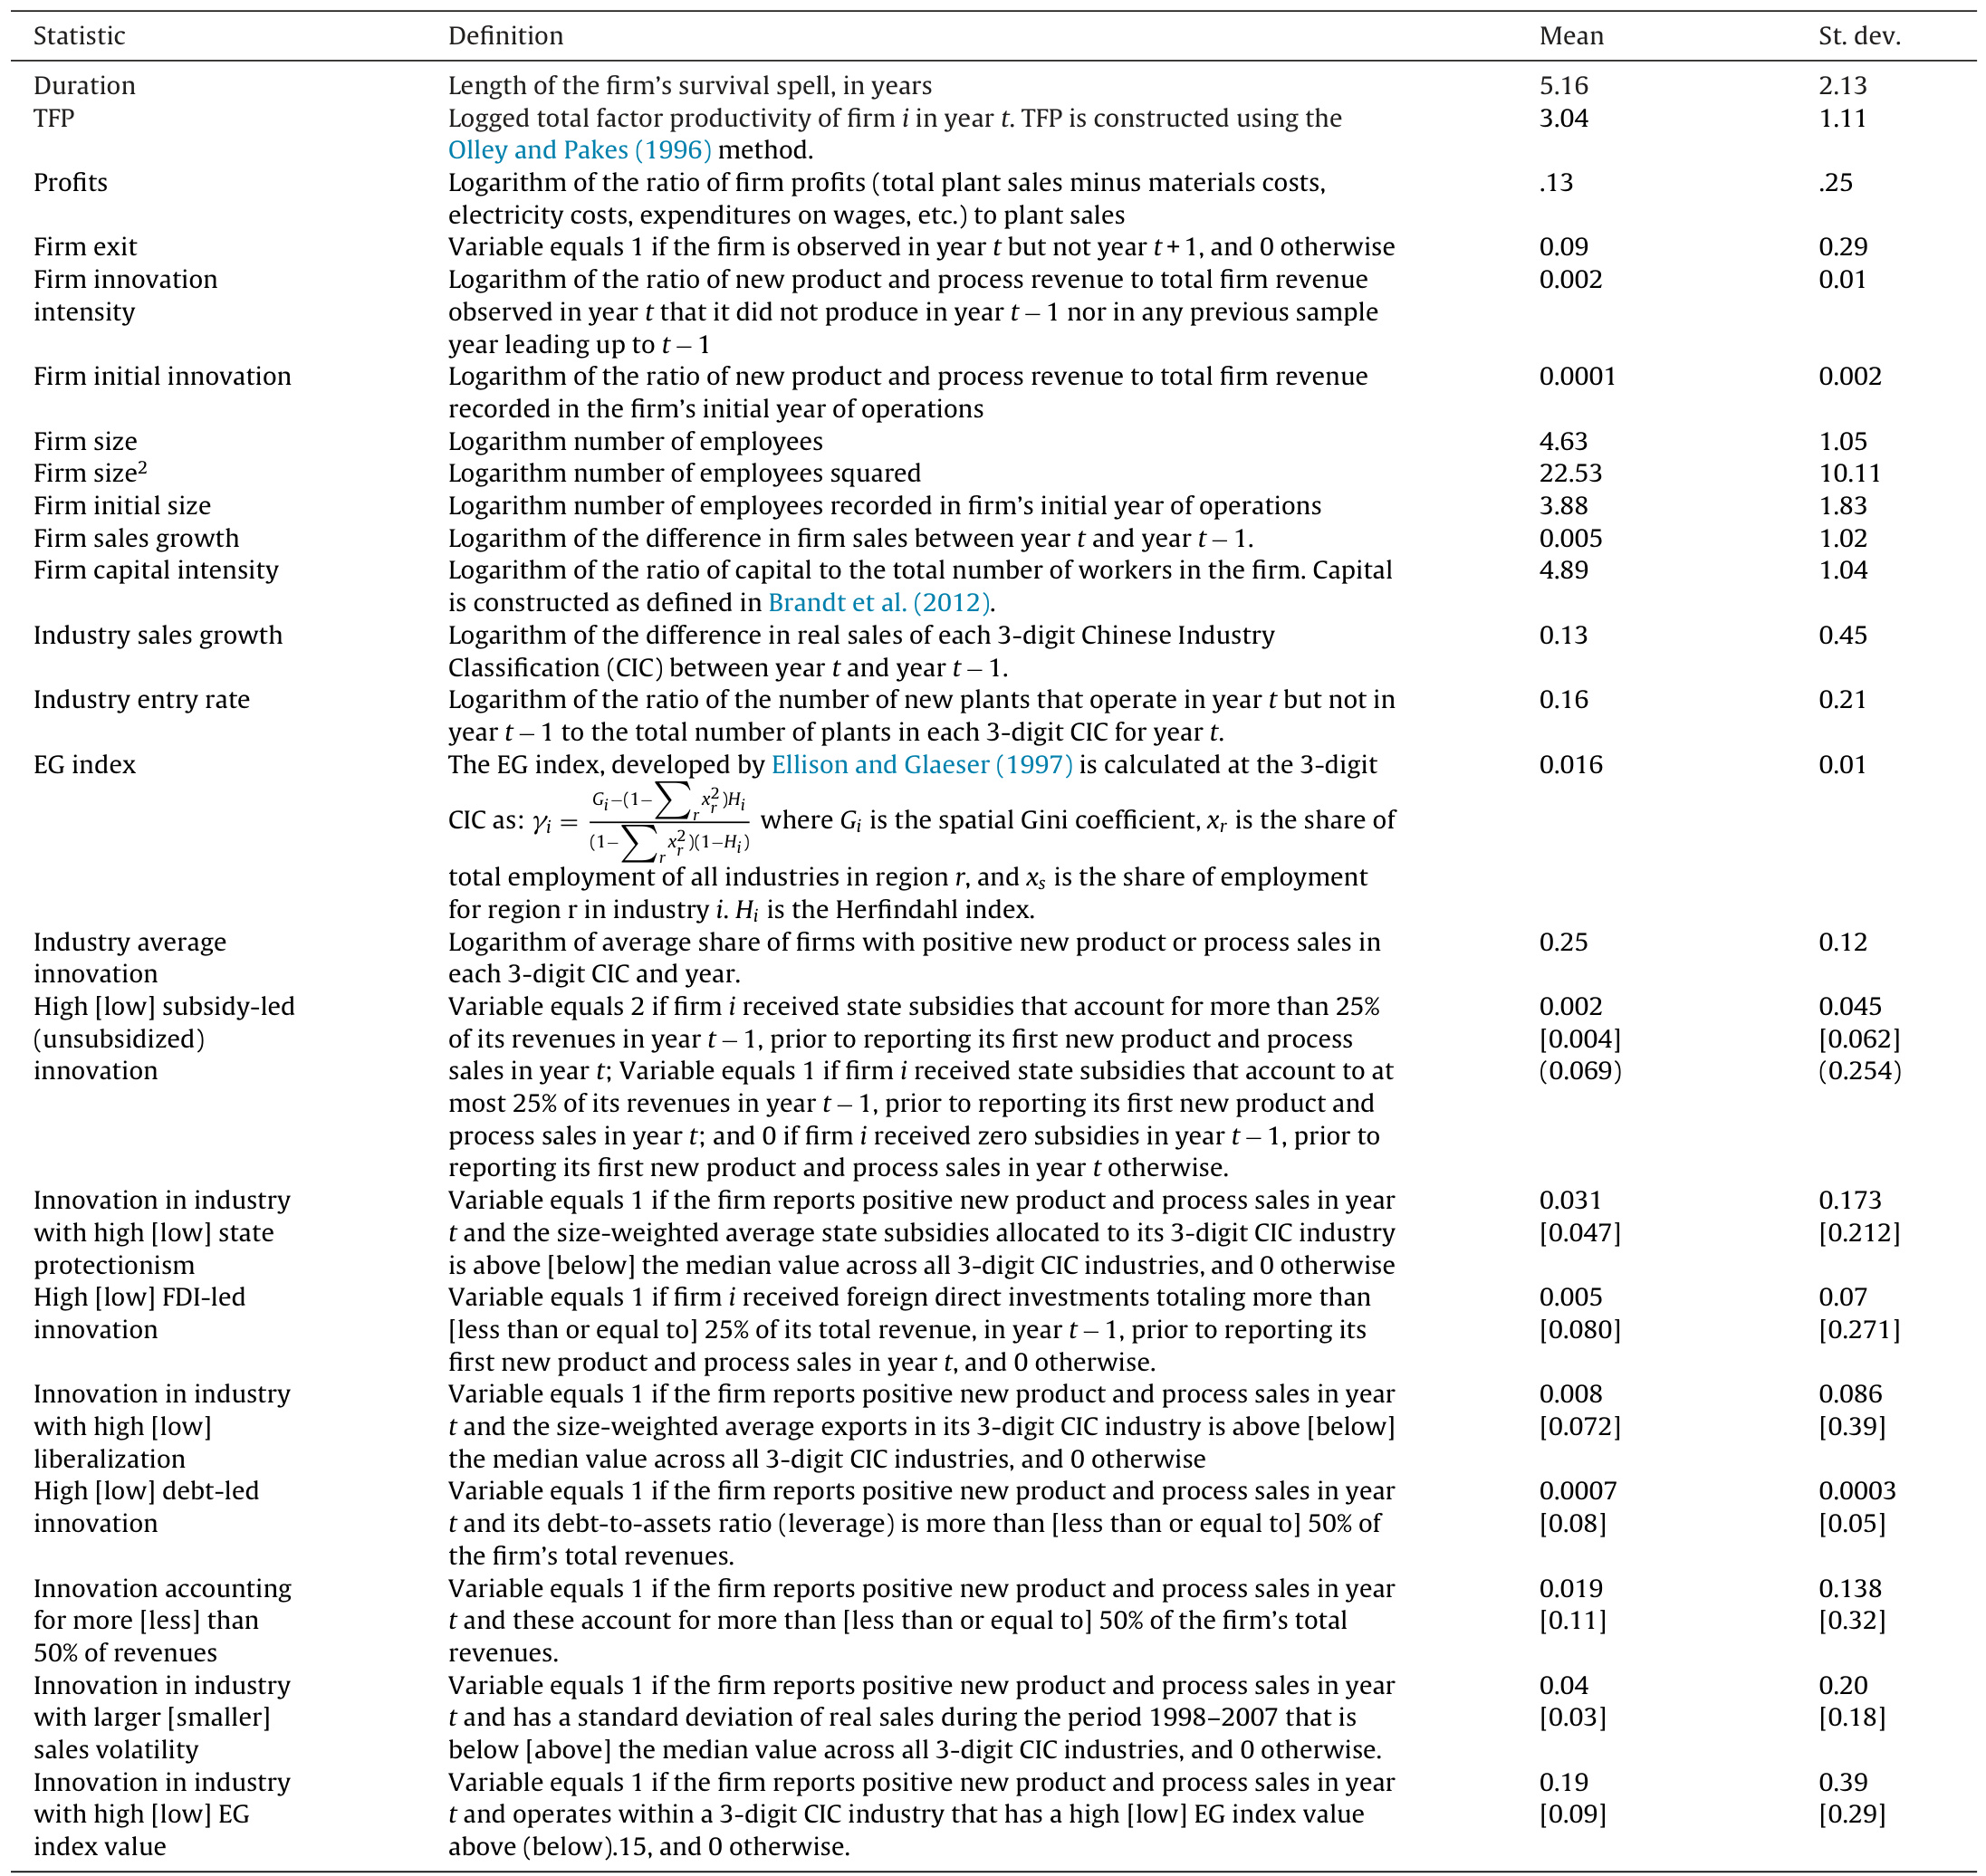 Statistic Definition Mean St. dev.
Duration Length of the firm's survival spell, in years 5.16 2.13
TFP Logged total factor productivity of firm i in year t. TFP is constructed using the 3.04 1.11
Olley and Pakes (1996) method.
Profits Logarithm of the ratio of firm profits (total plant sales minus materials costs, .13 .25
electricity costs, expenditures on wages, etc.) to plant sales
Firm exit Variable equals 1 if the firm is observed in year t but not year t + 1, and 0 otherwise 0.09 0.29
Firm innovation Logarithm of the ratio of new product and process revenue to total firm revenue 0.002 0.01
intensity observed in year t that it did not produce in year t − 1 nor in any previous sample
year leading up to t − 1
Firm initial innovation Logarithm of the ratio of new product and process revenue to total firm revenue 0.0001 0.002
recorded in the firm's initial year of operations
Firm size Logarithm number of employees 4.63 1.05
Firm size² Logarithm number of employees squared 22.53 10.11
Firm initial size Logarithm number of employees recorded in firm's initial year of operations 3.88 1.83
Firm sales growth Logarithm of the difference in firm sales between year t and year t − 1. 0.005 1.02
Firm capital intensity Logarithm of the ratio of capital to the total number of workers in the firm. Capital 4.89 1.04
is constructed as defined in Brandt et al. (2012).
Industry sales growth Logarithm of the difference in real sales of each 3-digit Chinese Industry 0.13 0.45
Classification (CIC) between year t and year t − 1.
Industry entry rate Logarithm of the ratio of the number of new plants that operate in year t but not in 0.16 0.21
year t − 1 to the total number of plants in each 3-digit CIC for year t.
EG index The EG index, developed by Ellison and Glaeser (1997) is calculated at the 3-digit 0.016 0.01
CIC as: γi = (Gi−(1−∑r xr²)Hi) / ((1−∑r xr²)(1−Hi)) where Gi is the spatial Gini coefficient, xr is the share of
total employment of all industries in region r, and xs is the share of employment
for region r in industry i. Hi is the Herfindahl index.
Industry average Logarithm of average share of firms with positive new product or process sales in 0.25 0.12
innovation each 3-digit CIC and year.
High [low] subsidy-led Variable equals 2 if firm i received state subsidies that account for more than 25% 0.002 0.045
(unsubsidized) of its revenues in year t − 1, prior to reporting its first new product and process [0.004] [0.062]
innovation sales in year t; Variable equals 1 if firm i received state subsidies that account to at (0.069) (0.254)
most 25% of its revenues in year t − 1, prior to reporting its first new product and
process sales in year t; and 0 if firm i received zero subsidies in year t − 1, prior to
reporting its first new product and process sales in year t otherwise.
Innovation in industry Variable equals 1 if the firm reports positive new product and process sales in year 0.031 0.173
with high [low] state t and the size-weighted average state subsidies allocated to its 3-digit CIC industry [0.047] [0.212]
protectionism is above [below] the median value across all 3-digit CIC industries, and 0 otherwise
High [low] FDI-led Variable equals 1 if firm i received foreign direct investments totaling more than 0.005 0.07
innovation [less than or equal to] 25% of its total revenue, in year t − 1, prior to reporting its [0.080] [0.271]
first new product and process sales in year t, and 0 otherwise.
Innovation in industry Variable equals 1 if the firm reports positive new product and process sales in year 0.008 0.086
with high [low] t and the size-weighted average exports in its 3-digit CIC industry is above [below] [0.072] [0.39]
liberalization the median value across all 3-digit CIC industries, and 0 otherwise
High [low] debt-led Variable equals 1 if the firm reports positive new product and process sales in year 0.0007 0.0003
innovation t and its debt-to-assets ratio (leverage) is more than [less than or equal to] 50% of [0.08] [0.05]
the firm's total revenues.
Innovation accounting Variable equals 1 if the firm reports positive new product and process sales in year 0.019 0.138
for more [less] than t and these account for more than [less than or equal to] 50% of the firm's total [0.11] [0.32]
50% of revenues revenues.
Innovation in industry Variable equals 1 if the firm reports positive new product and process sales in year 0.04 0.20
with larger [smaller] t and has a standard deviation of real sales during the period 1998–2007 that is [0.03] [0.18]
sales volatility below [above] the median value across all 3-digit CIC industries, and 0 otherwise.
Innovation in industry Variable equals 1 if the firm reports positive new product and process sales in year 0.19 0.39
with high [low] EG t and operates within a 3-digit CIC industry that has a high [low] EG index value [0.09] [0.29]
index value above (below).15, and 0 otherwise.